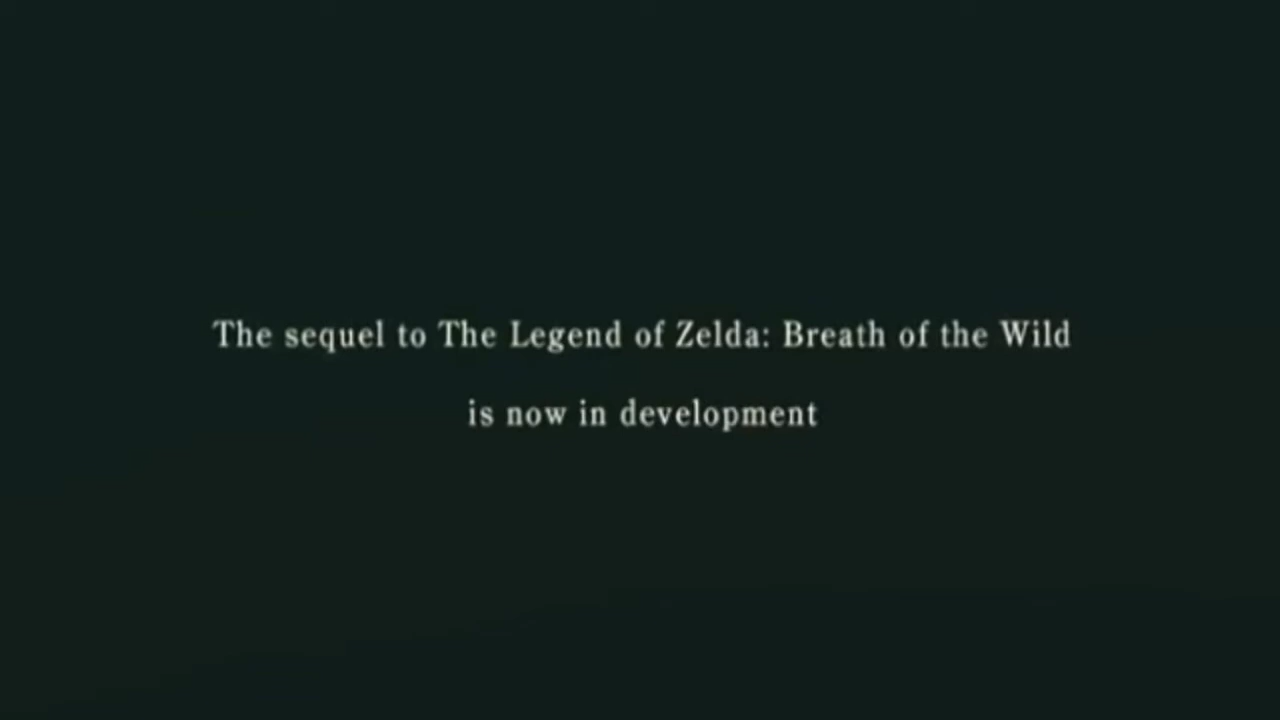 The sequel to The Legend of Zelda: Breath of the Wild
is now in development